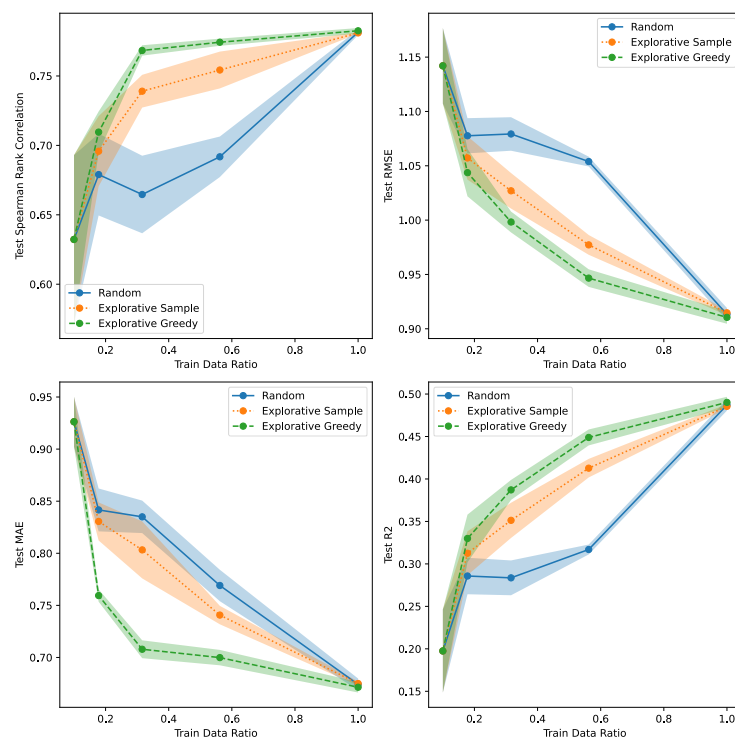 Test Spearman Rank Correlation
0.75
0.70
0.65
0.60
Random
Explorative Sample
Explorative Greedy
0.2
0.4
0.6
0.8
1.0
Train Data Ratio
Test RMSE
1.15
1.10
1.05
1.00
0.95
0.90
Random
Explorative Sample
Explorative Greedy
0.2
0.4
0.6
0.8
1.0
Train Data Ratio
Test MAE
0.95
0.90
0.85
0.80
0.75
0.70
Random
Explorative Sample
Explorative Greedy
0.2
0.4
0.6
0.8
1.0
Train Data Ratio
Test R2
0.50
0.45
0.40
0.35
0.30
0.25
0.20
0.15
Random
Explorative Sample
Explorative Greedy
0.2
0.4
0.6
0.8
1.0
Train Data Ratio